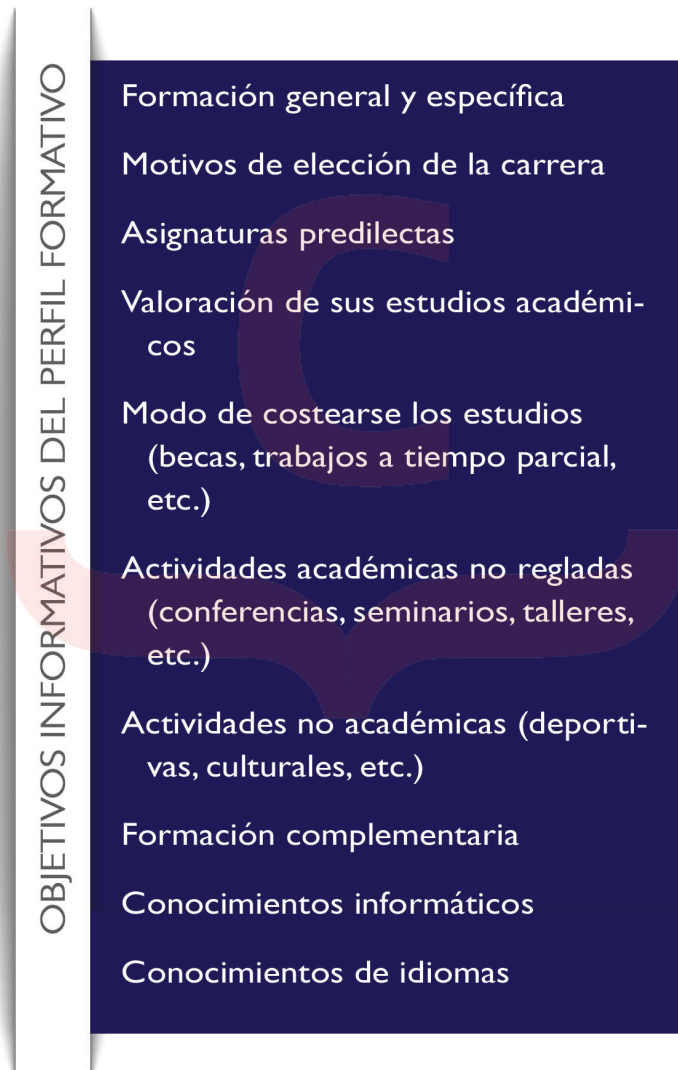 OBJETIVOS INFORMATIVOS DEL PERFIL FORMATIVO
Formación general y específica
Motivos de elección de la carrera
Asignaturas predilectas
Valoración de sus estudios académi-
cos
Modo de costearse los estudios
(becas, trabajos a tiempo parcial,
etc.)
Actividades académicas no regladas
(conferencias, seminarios, talleres,
etc.)
Actividades no académicas (deporti-
vas, culturales, etc.)
Formación complementaria
Conocimientos informáticos
Conocimientos de idiomas